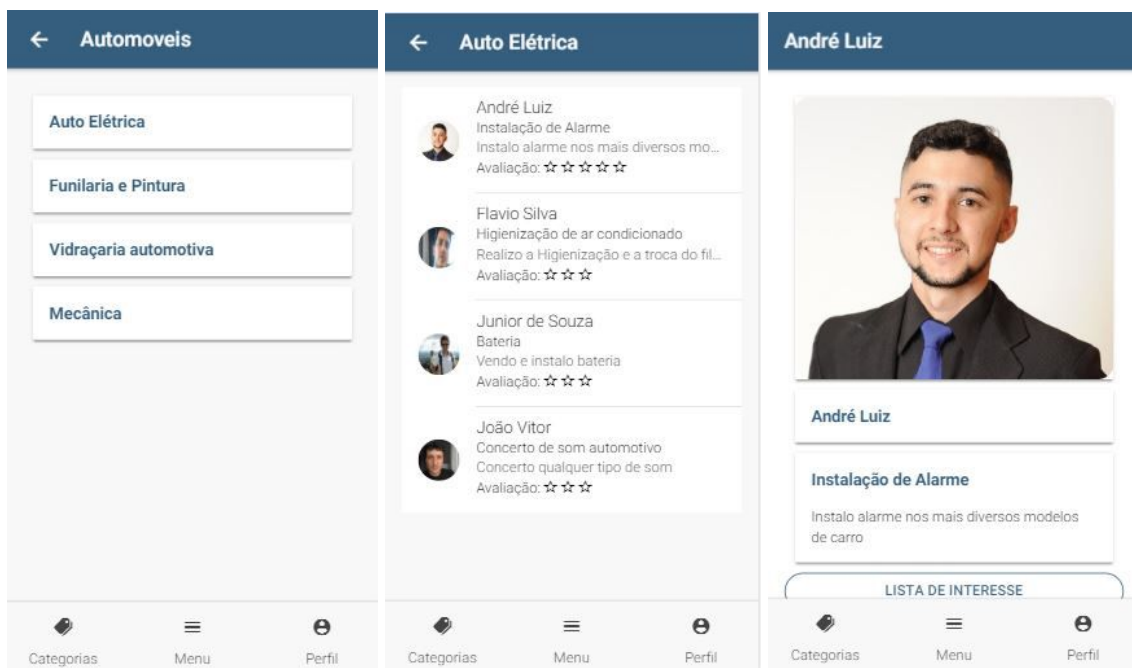 Automoveis
Auto Elétrica
Funilaria e Pintura
Vidraçaria automotiva
Mecânica
Categorias
Menu
Perfil
Auto Elétrica
André Luiz
Instalação de Alarme
Instalo alarme nos mais diversos mo...
Avaliação:
Flavio Silva
Higienização de ar condicionado
Realizo a Higienização e a troca do fil...
Avaliação:
Junior de Souza
Bateria
Vendo e instalo bateria
Avaliação:
João Vitor
Concerto de som automotivo
Concerto qualquer tipo de som
Avaliação:
Categorias
Menu
Perfil
André Luiz
André Luiz
Instalação de Alarme
Instalo alarme nos mais diversos modelos
de carro
LISTA DE INTERESSE
Categorias
Menu
Perfil